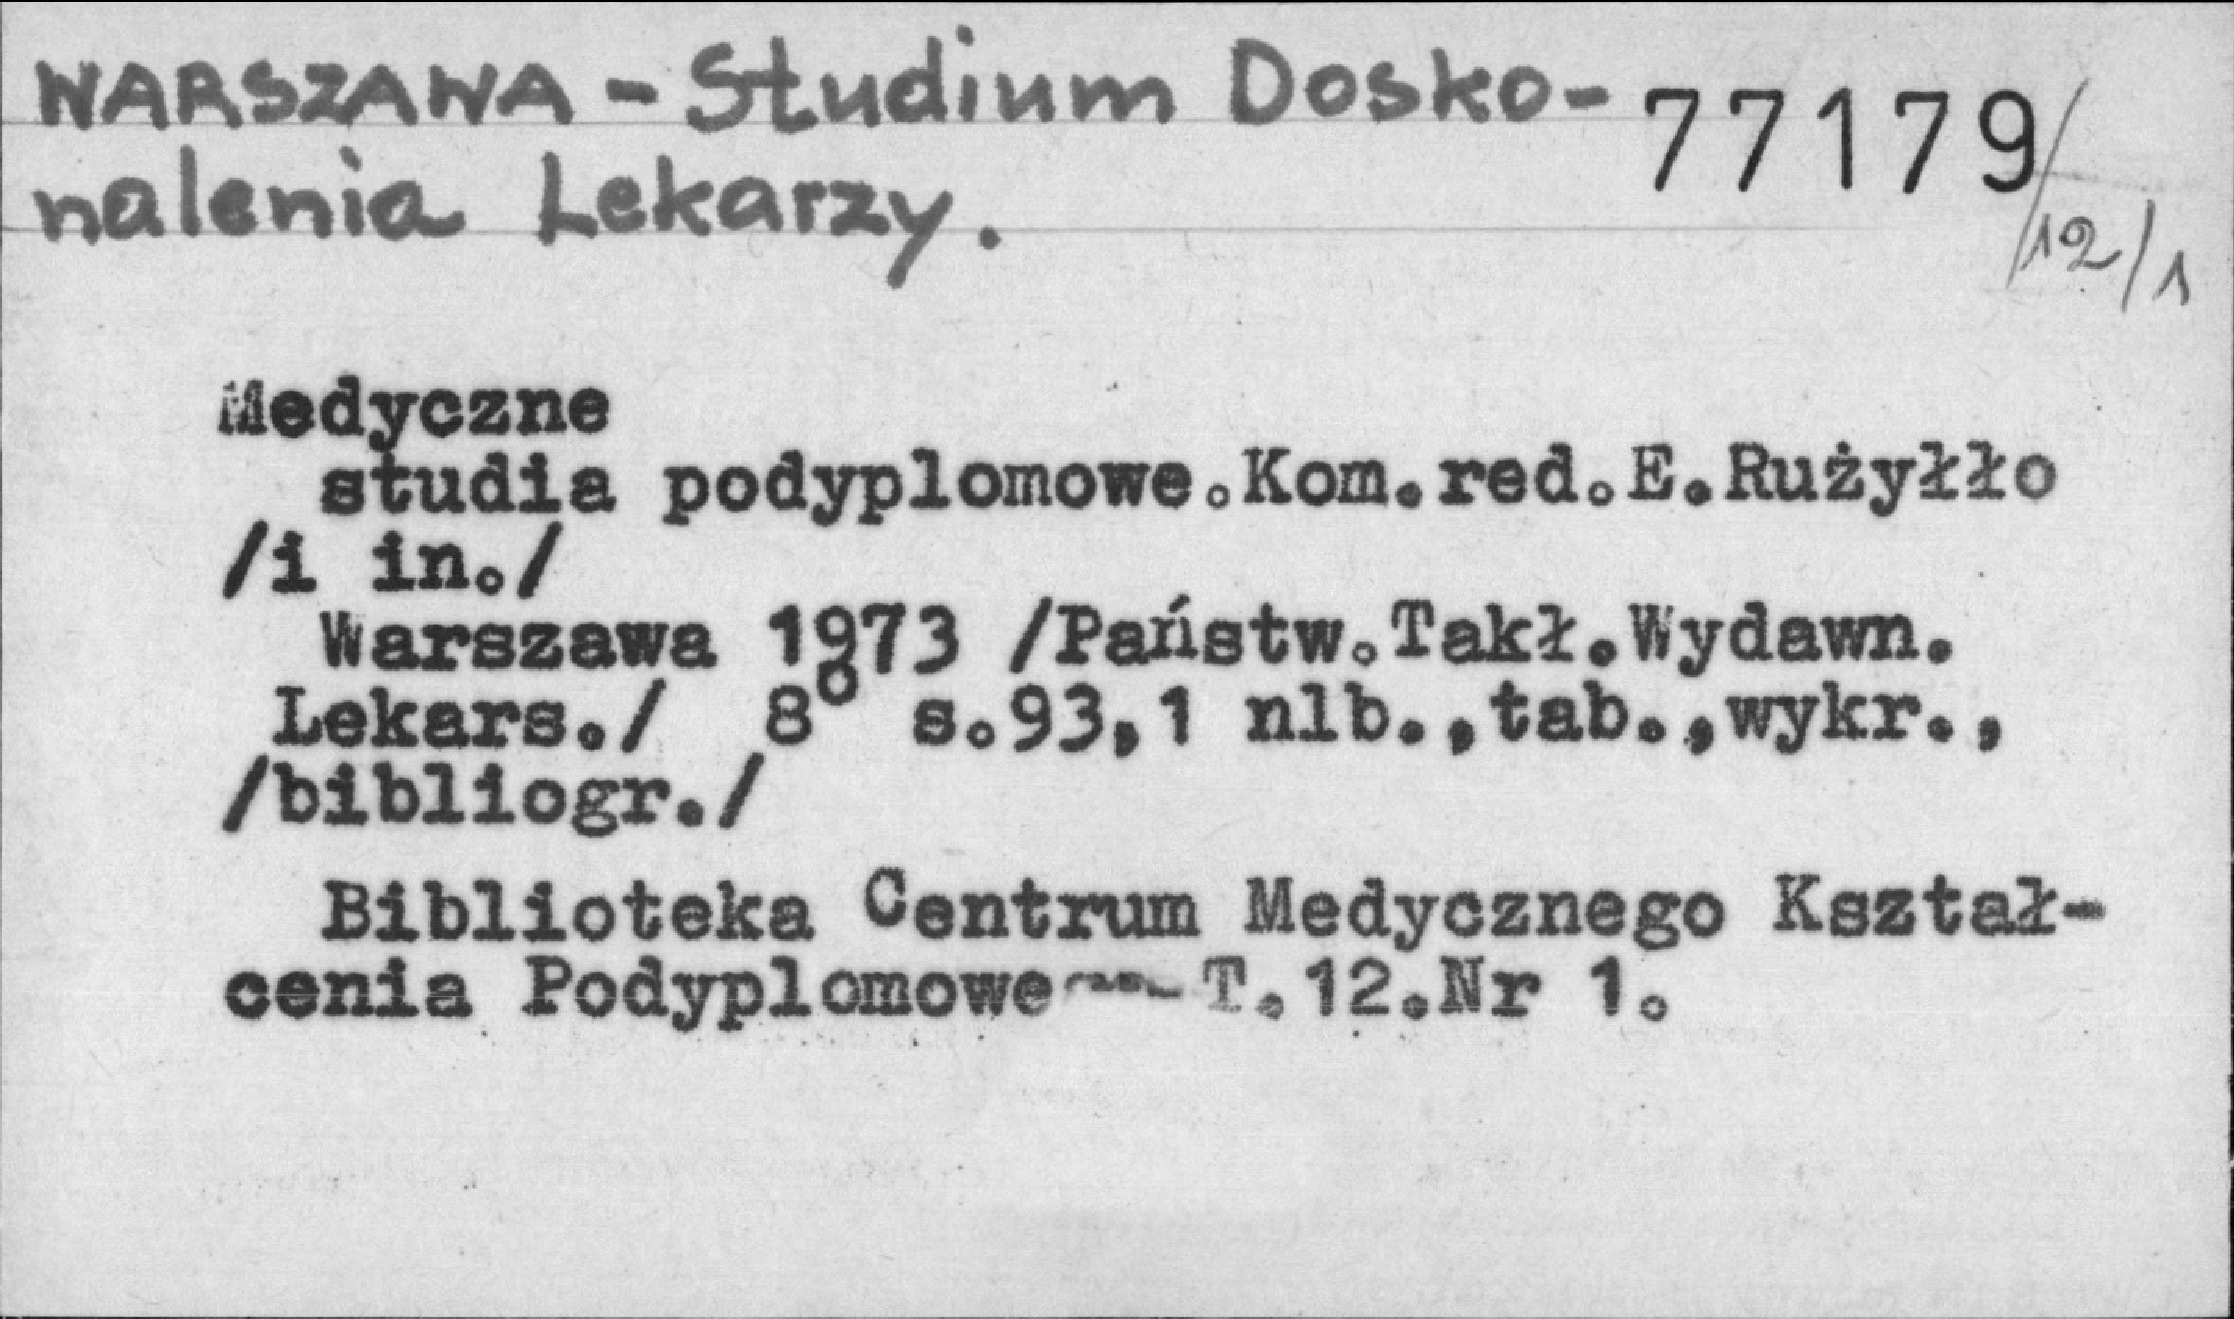 WARSZAWA - Studium Dosko-
nalenia Lekarzy.
77179/12/1
Medyczne
studia podyplomowe.Kom.red.E.Rużyłło
/i in./
Warszawa 1973 /Państw.Takł.Wydawn.
Lekars./ 8° s.93,1 nlb.,tab.,wykr.,
/bibliogr./
Biblioteka Centrum Medycznego Kształ-
cenia Podyplomowe T.12.Nr 1.